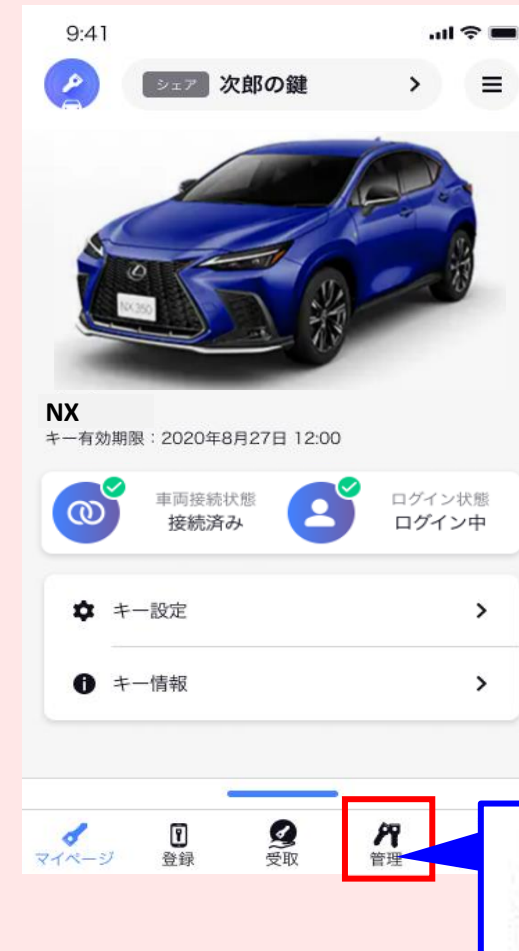 9:41
シェア 次郎の鍵
NX350
NX
キー有効期限：2020年8月27日 12:00
車両接続状態
接続済み
ログイン状態
ログイン中
キー設定
キー情報
マイページ
登録
受取
管理